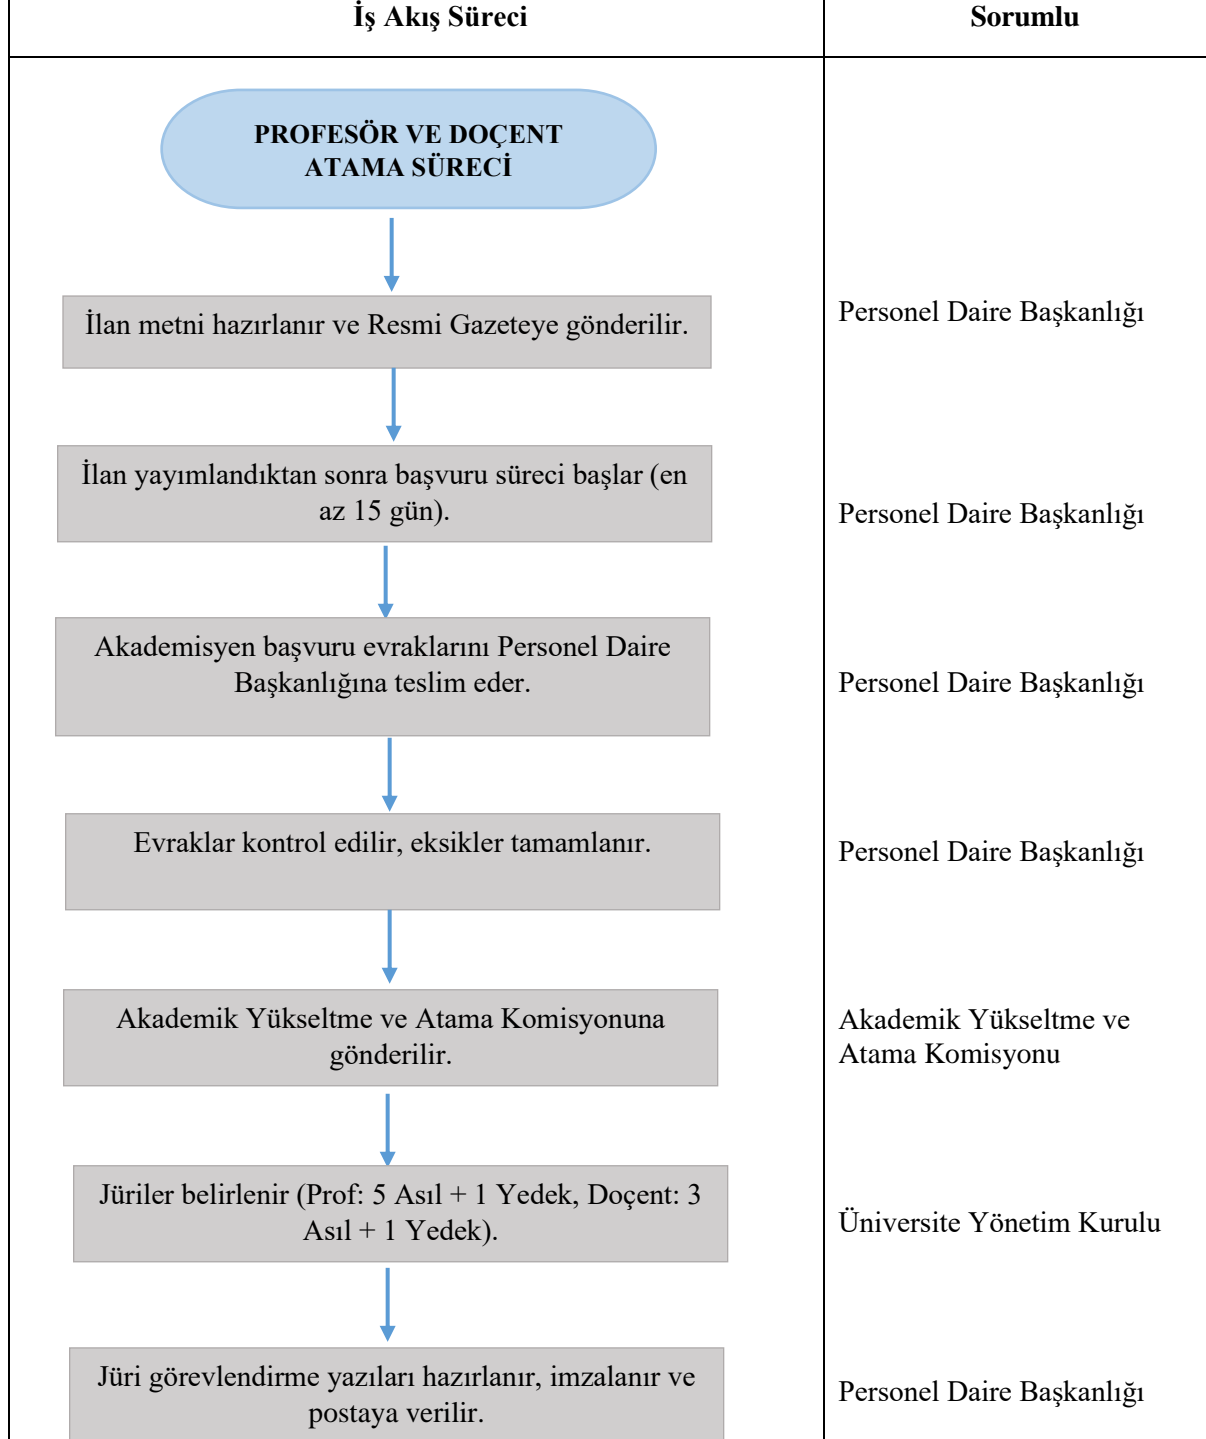 İş Akış Süreci
Sorumlu
PROFESÖR VE DOÇENT
ATAMA SÜRECİ
İlan metni hazırlanır ve Resmi Gazeteye gönderilir.
Personel Daire Başkanlığı
İlan yayımlandıktan sonra başvuru süreci başlar (en
az 15 gün).
Personel Daire Başkanlığı
Akademisyen başvuru evraklarını Personel Daire
Başkanlığına teslim eder.
Personel Daire Başkanlığı
Evraklar kontrol edilir, eksikler tamamlanır.
Personel Daire Başkanlığı
Akademik Yükseltme ve Atama Komisyonuna
gönderilir.
Akademik Yükseltme ve
Atama Komisyonu
Jüriler belirlenir (Prof: 5 Asıl + 1 Yedek, Doçent: 3
Asıl + 1 Yedek).
Üniversite Yönetim Kurulu
Jüri görevlendirme yazıları hazırlanır, imzalanır ve
postaya verilir.
Personel Daire Başkanlığı